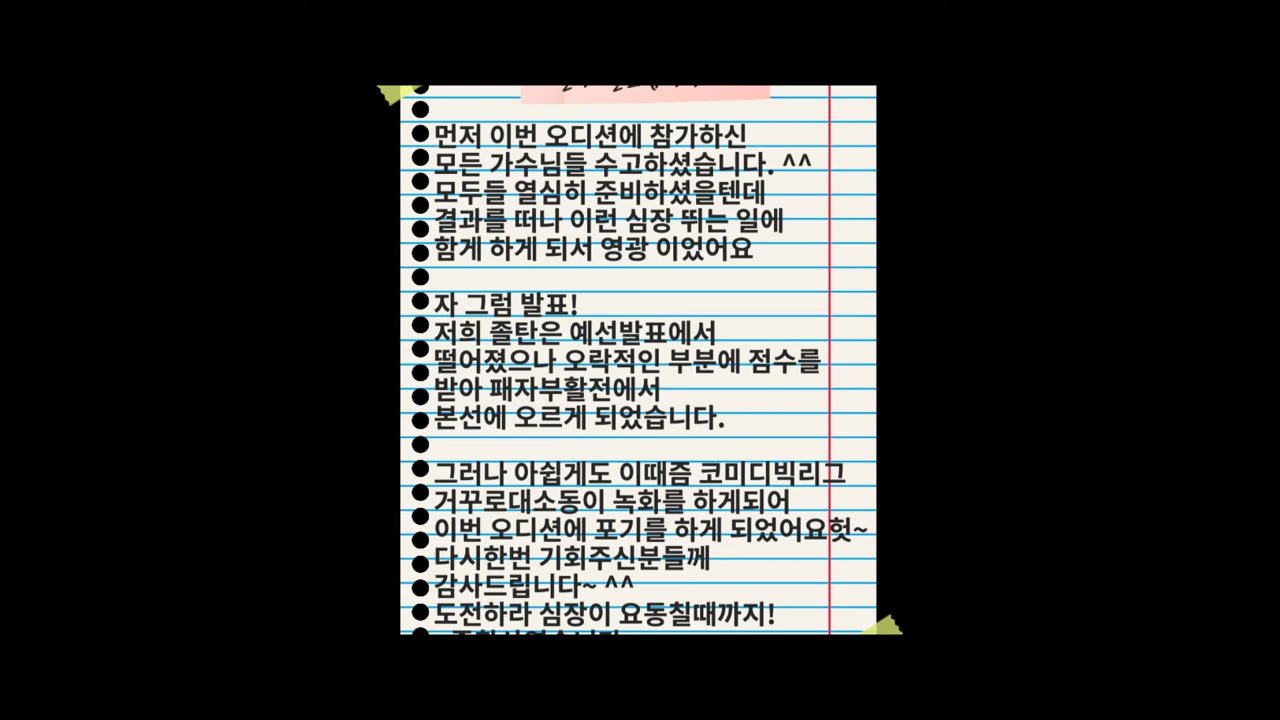 먼저 이번 오디션에 참가하신
모든 가수님들 수고하셨습니다. ^^
모두들 열심히 준비하셨을텐데
결과를 떠나 이런 심장 뛰는 일에
함게 하게 되서 영광 이었어요
자 그럼 발표!
저희 졸탄은 예선발표에서
떨어졌으나 오락적인 부분에 점수를
받아 패자부활전에서
본선에 오르게 되었습니다.
그러나 아쉽게도 이때즘 코미디빅리그
거꾸로대소동이 녹화를 하게되어
이번 오디션에 포기를 하게 되었어요헛~
다시한번 기회주신분들께
감사드립니다~ ^^
도전하라 심장이 요동칠때까지!